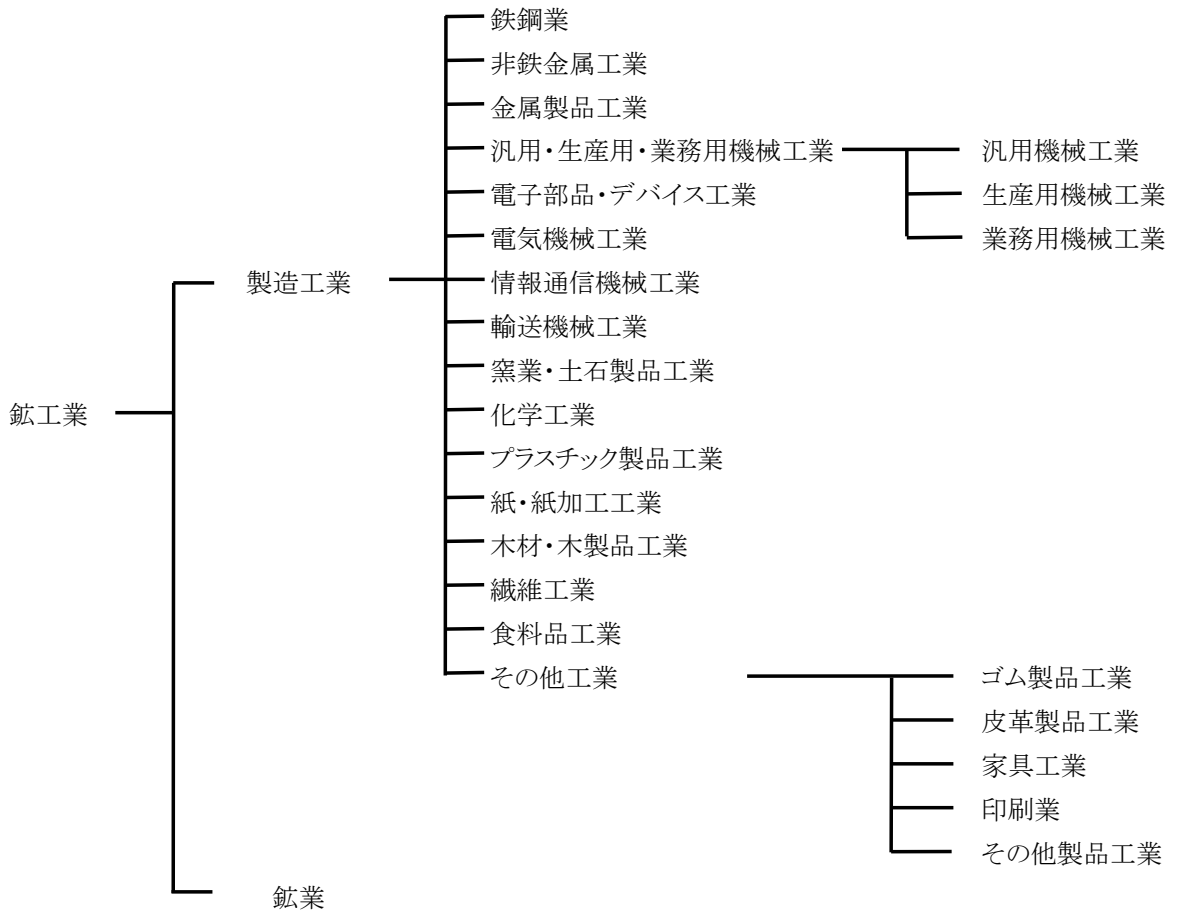 鉄鋼業
非鉄金属工業
金属製品工業
汎用・生産用・業務用機械工業
汎用機械工業
電子部品・デバイス工業
生産用機械工業
電気機械工業
業務用機械工業
製造工業
情報通信機械工業
輸送機械工業
窯業・土石製品工業
鉱工業
化学工業
プラスチック製品工業
紙・紙加工工業
木材・木製品工業
繊維工業
食料品工業
その他工業
ゴム製品工業
皮革製品工業
家具工業
印刷業
その他製品工業
鉱業